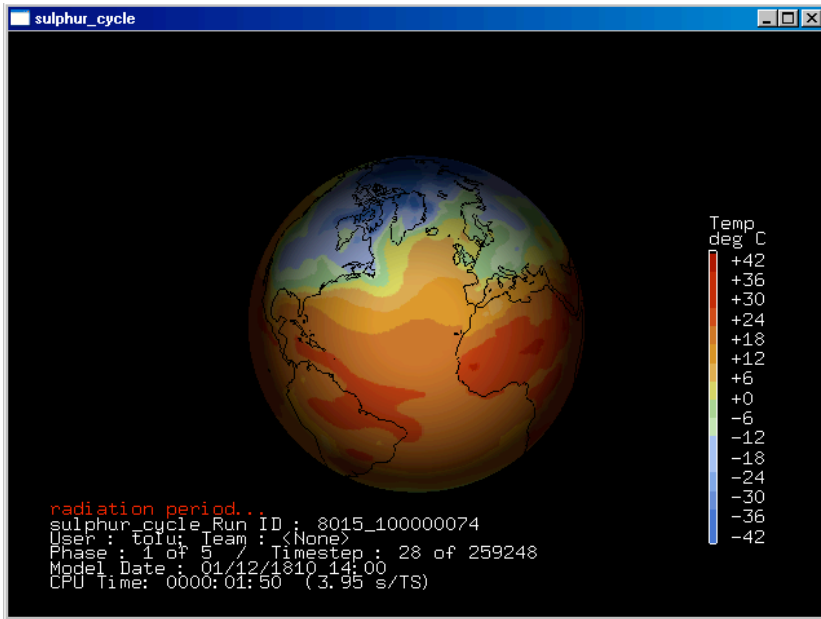 sulphur_cycle
Temp
deg C
+42
+36
+30
+24
+18
+12
+6
+0
-6
-12
-18
-24
-30
-36
-42
radiation period...
sulphur_cycle Run ID : 8015_100000074
User : tolu; Team : <None>
Phase : 1 of 5 / Timestep : 28 of 259248
Model Date : 01/12/1810 14:00
CPU Time: 0000:01:50 (3.95 s/TS)